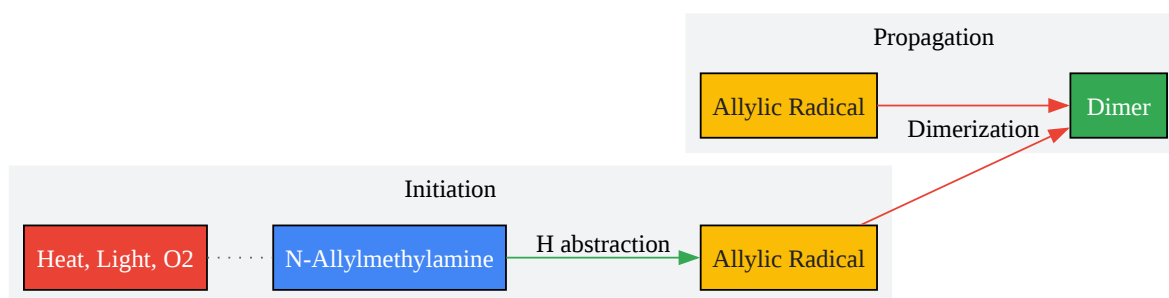 Propagation
Allylic Radical
Dimer
Dimerization
Initiation
Heat, Light, O2
N-Allylmethylamine
H abstraction
Allylic Radical